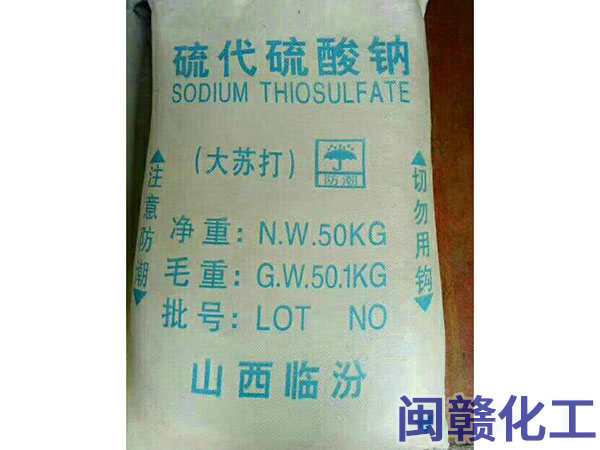 硫代硫酸钠
SODIUM THIOSULFATE
(大苏打)
防潮
注意防潮
切勿用钩
净重: N.W.50KG
毛重: G.W.50.1KG
批号: LOT NO
山西临汾
闽赣化工